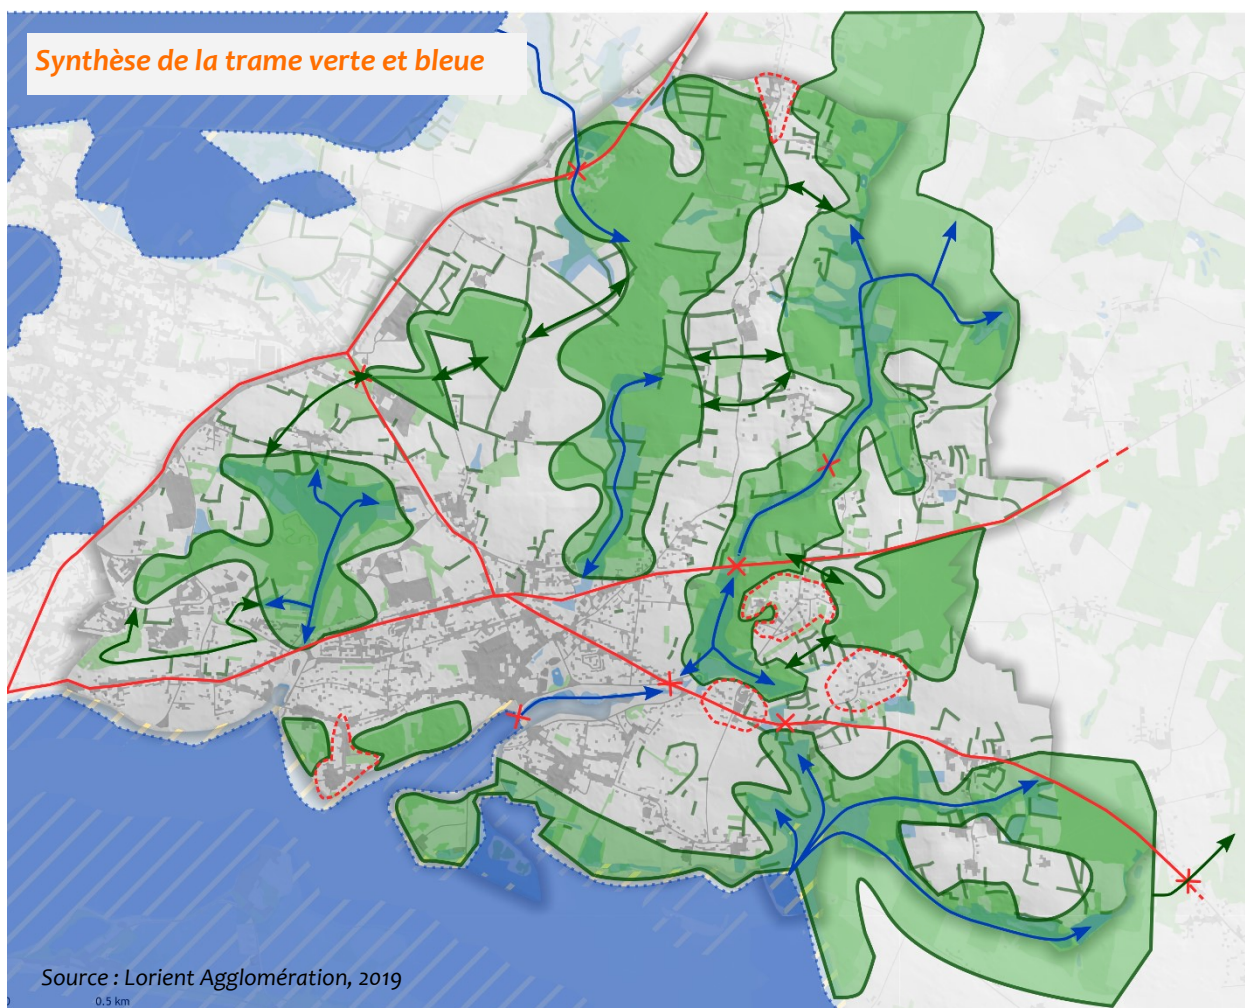 Synthèse de la trame verte et bleue
Source : Lorient Agglomération, 2019
0.5 km